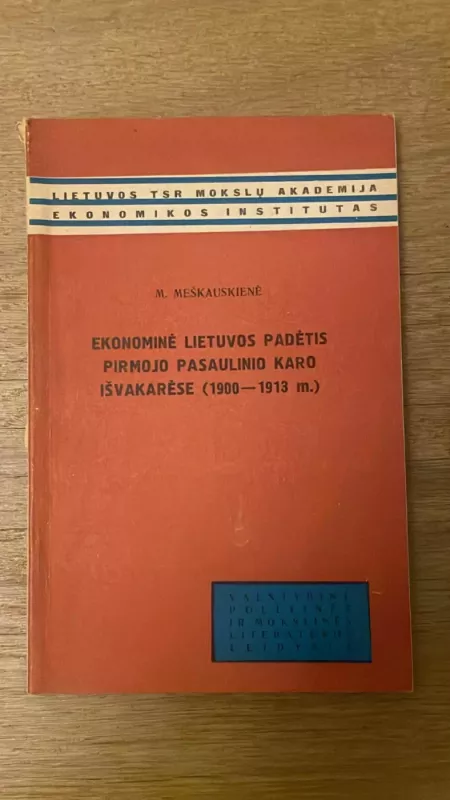 LIETUVOS TSR MOKSLŲ AKADEMIJA
EKONOMIKOS INSTITUTAS
M. MEŠKAUSKIENĖ
EKONOMINĖ LIETUVOS PADĖTIS
PIRMOJO PASAULINIO KARO
IŠVAKARĖSE (1900—1913 m.)
VALSTYBINĖ
POLITINĖS
IR MOKSLINĖS
LITERATŪROS